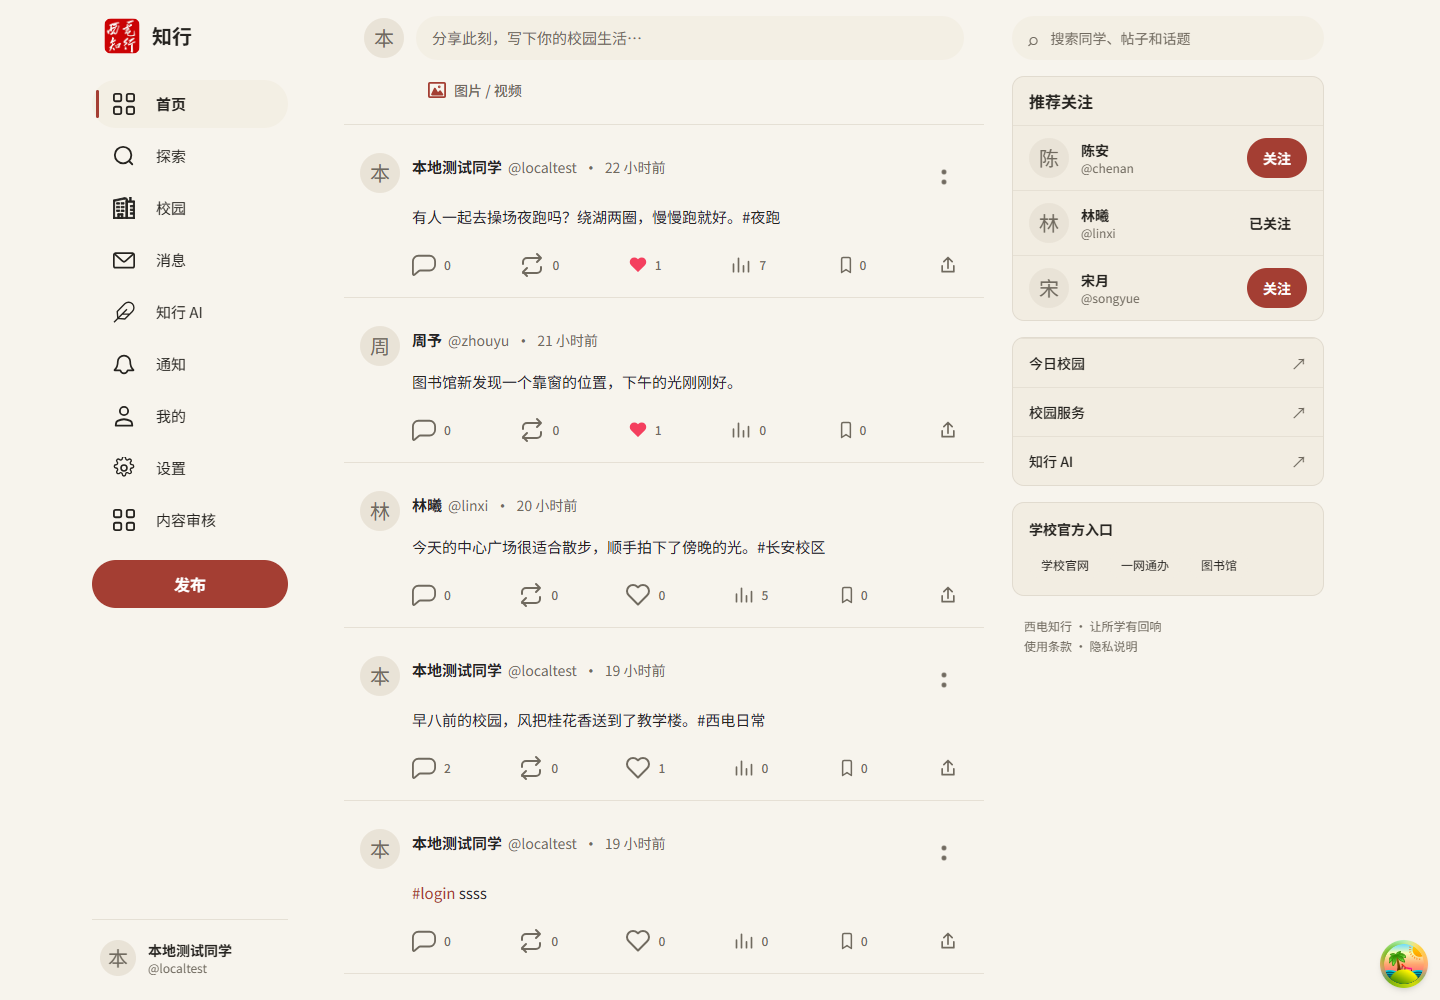 西电知行
知行
首页
探索
校园
消息
知行 AI
通知
我的
设置
内容审核
发布
本
本地测试同学
@localtest
本
分享此刻，写下你的校园生活…
图片 / 视频
本
本地测试同学 @localtest • 22 小时前
有人一起去操场夜跑吗？绕湖两圈，慢慢跑就好。#夜跑
0 0 1 7 0
周
周予 @zhouyu • 21 小时前
图书馆新发现一个靠窗的位置，下午的光刚刚好。
0 0 1 0 0
林
林曦 @linxi • 20 小时前
今天的中心广场很适合散步，顺手拍下了傍晚的光。#长安校区
0 0 0 5 0
本
本地测试同学 @localtest • 19 小时前
早八前的校园，风把桂花香送到了教学楼。#西电日常
2 0 1 0 0
本
本地测试同学 @localtest • 19 小时前
#login ssss
0 0 0 0 0
搜索同学、帖子和话题
推荐关注
陈
陈安
@chenan
关注
林
林曦
@linxi
已关注
宋
宋月
@songyue
关注
今日校园 ↗
校园服务 ↗
知行 AI ↗
学校官方入口
学校官网 一网通办 图书馆
西电知行 • 让所学有回响
使用条款 • 隐私说明